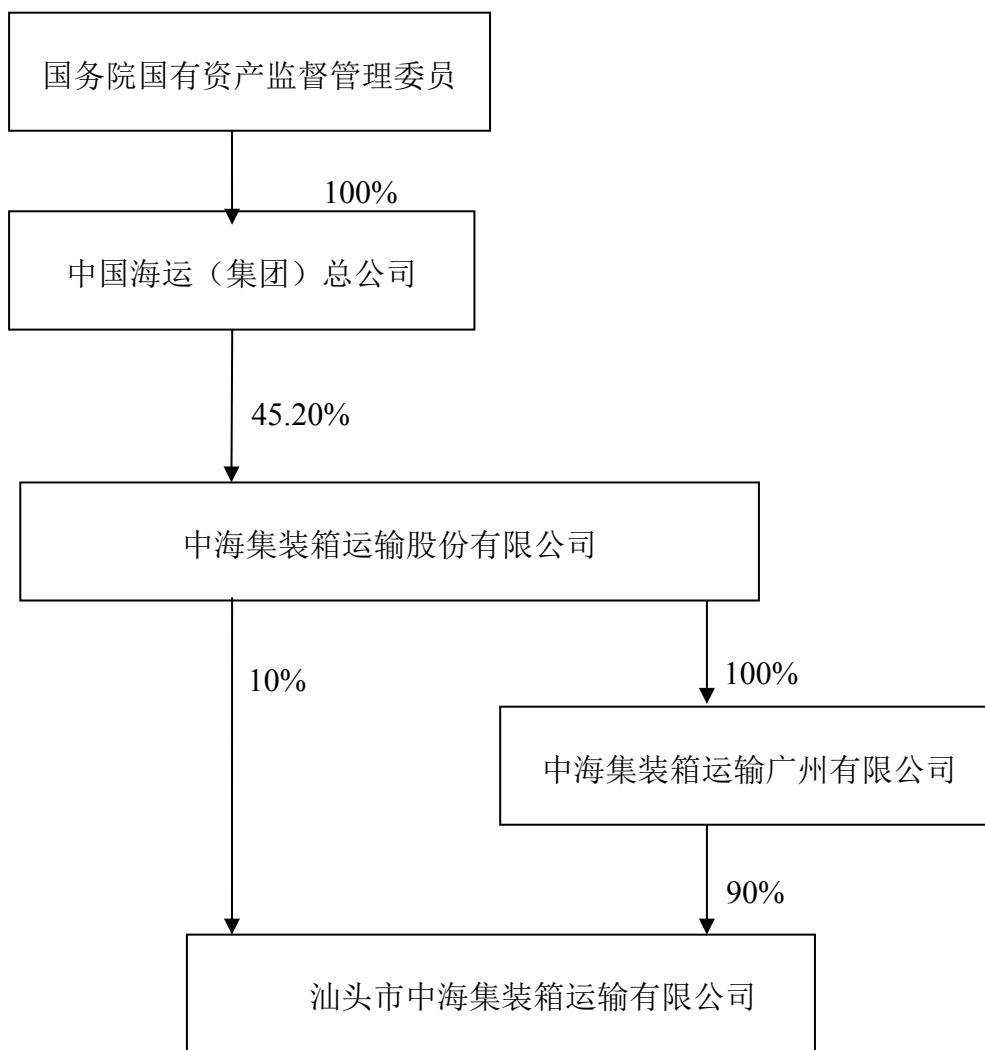 国务院国有资产监督管理委员
100%
中国海运（集团）总公司
45.20%
中海集装箱运输股份有限公司
10%
100%
中海集装箱运输广州有限公司
90%
汕头市中海集装箱运输有限公司